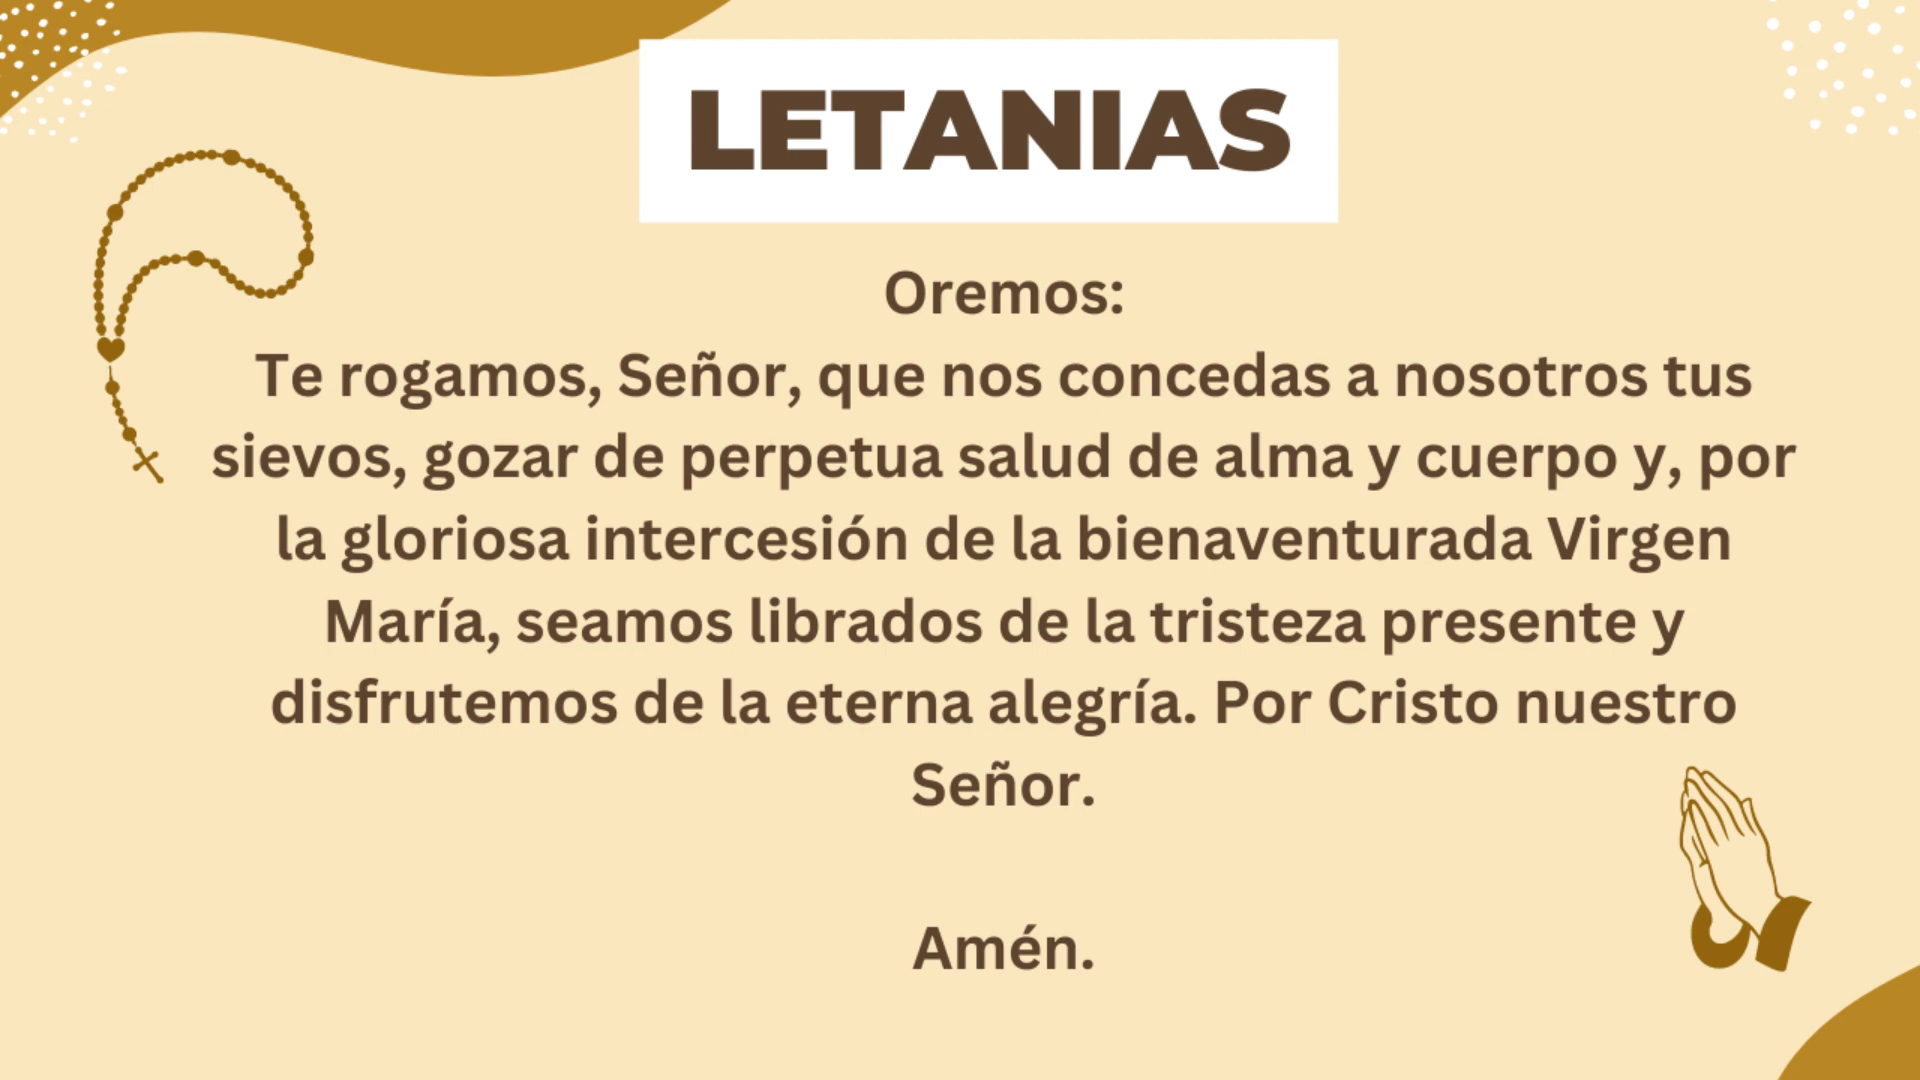 LETANIAS
Oremos:
Te rogamos, Señor, que nos concedas a nosotros tus
sievos, gozar de perpetua salud de alma y cuerpo y, por
la gloriosa intercesión de la bienaventurada Virgen
María, seamos librados de la tristeza presente y
disfrutemos de la eterna alegría. Por Cristo nuestro
Señor.
Amén.